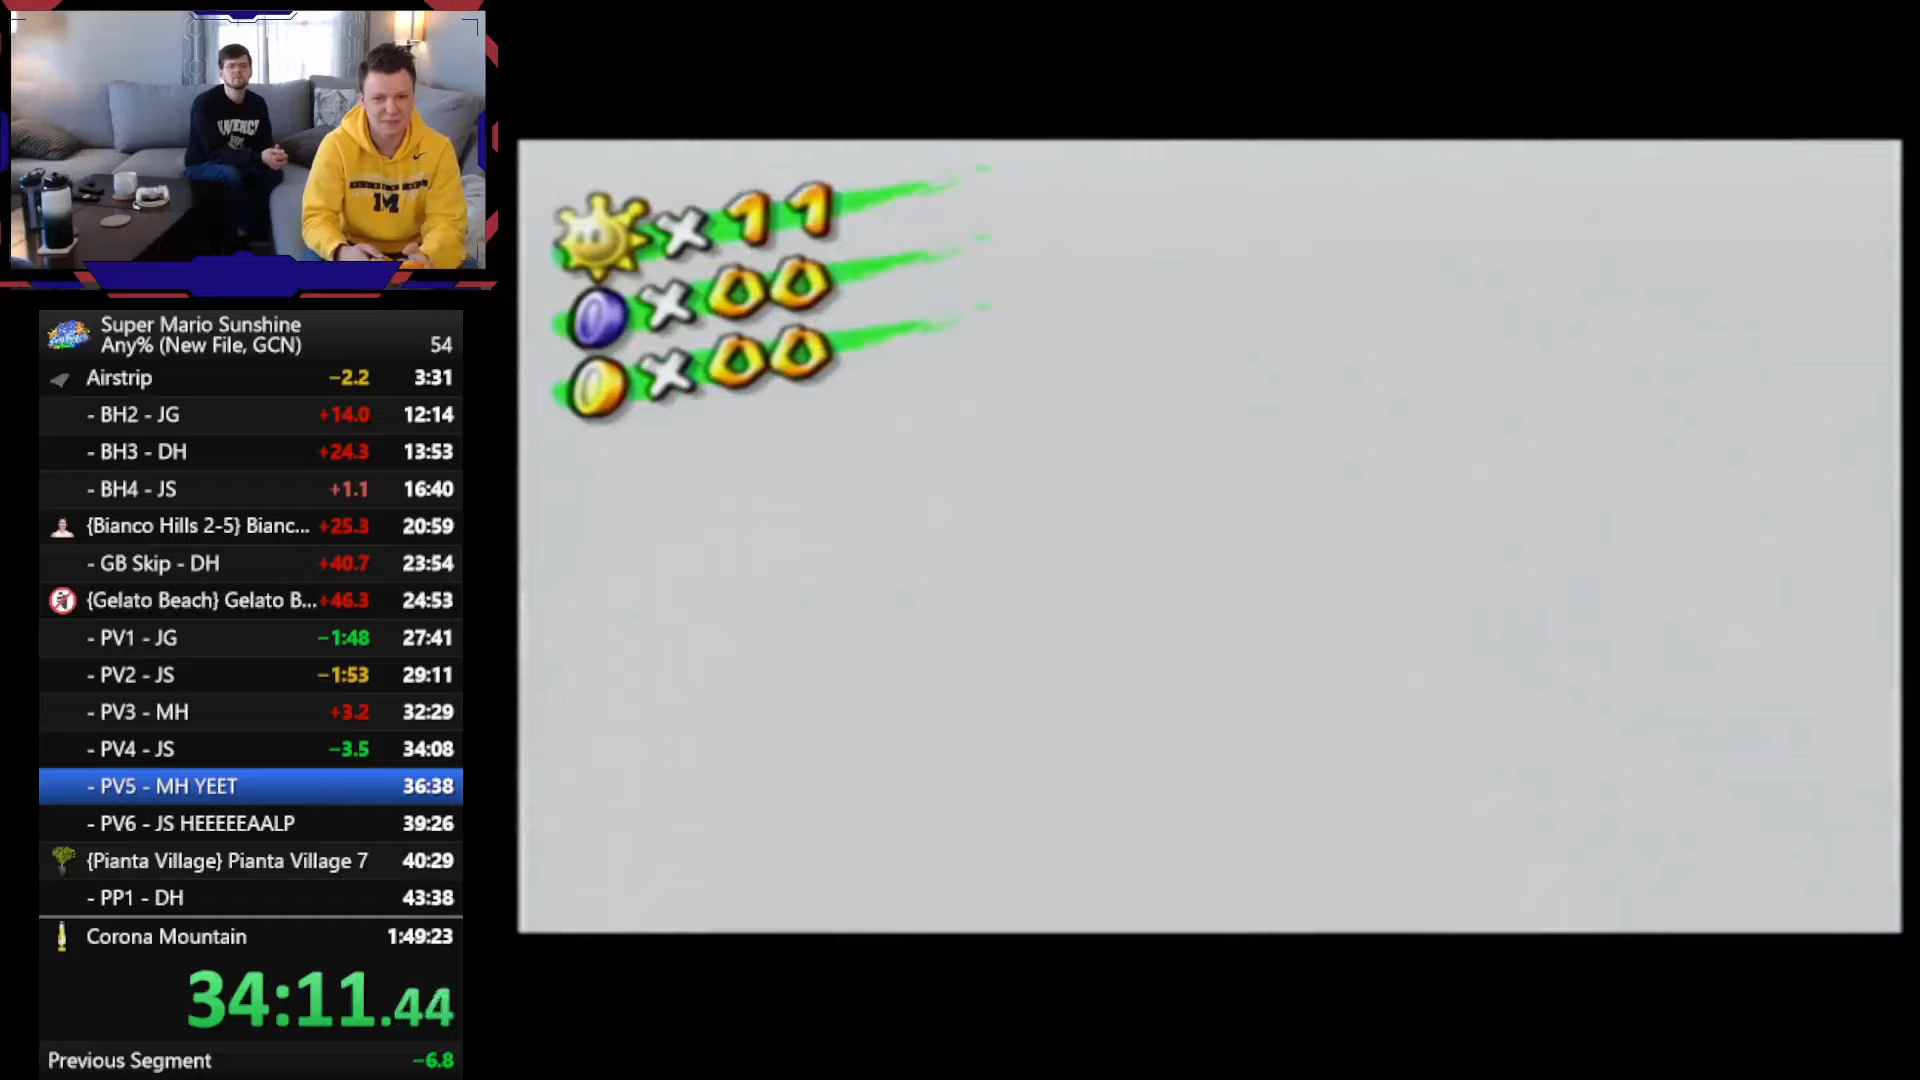 Super Mario Sunshine
Any% (New File, GCN) 54
Airstrip −2.2 3:31
- BH2 - JG +14.0 12:14
- BH3 - DH +24.3 13:53
- BH4 - JS +1.1 16:40
{Bianco Hills 2-5} Bianc... +25.3 20:59
- GB Skip - DH +40.7 23:54
{Gelato Beach} Gelato B... +46.3 24:53
- PV1 - JG −1:48 27:41
- PV2 - JS −1:53 29:11
- PV3 - MH +3.2 32:29
- PV4 - JS −3.5 34:08
- PV5 - MH YEET 36:38
- PV6 - JS HEEEEEAALP 39:26
{Pianta Village} Pianta Village 7 40:29
- PP1 - DH 43:38
Corona Mountain 1:49:23
34:11.44
Previous Segment −6.8
×11
×00
×00
M